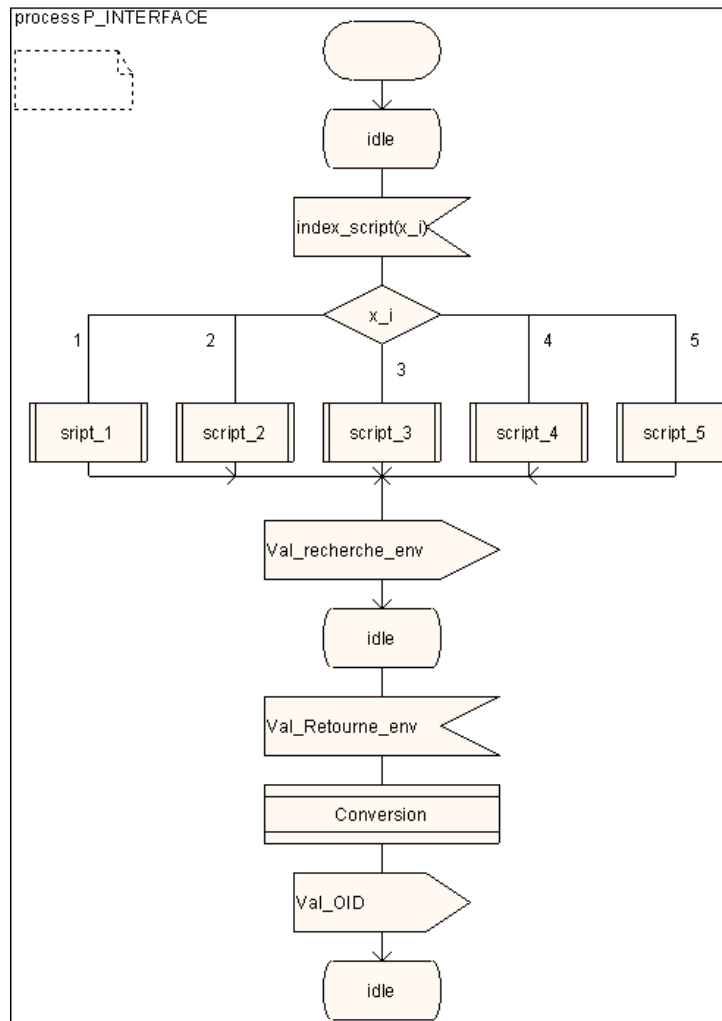 process P_INTERFACE
idle
index_script(x_i)
x_i
1
2
3
4
5
sript_1
script_2
script_3
script_4
script_5
Val_recherche_env
idle
Val_Retourne_env
Conversion
Val_OID
idle